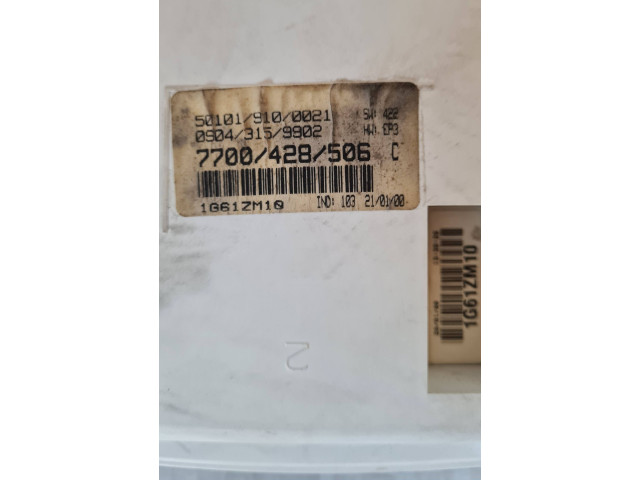 50101/910/0021 SW: 422
0904/315/9902 HW: EP3
7700/428/506 C
1G61ZM10 IND: 103 21/01/00
1G61ZM10
2